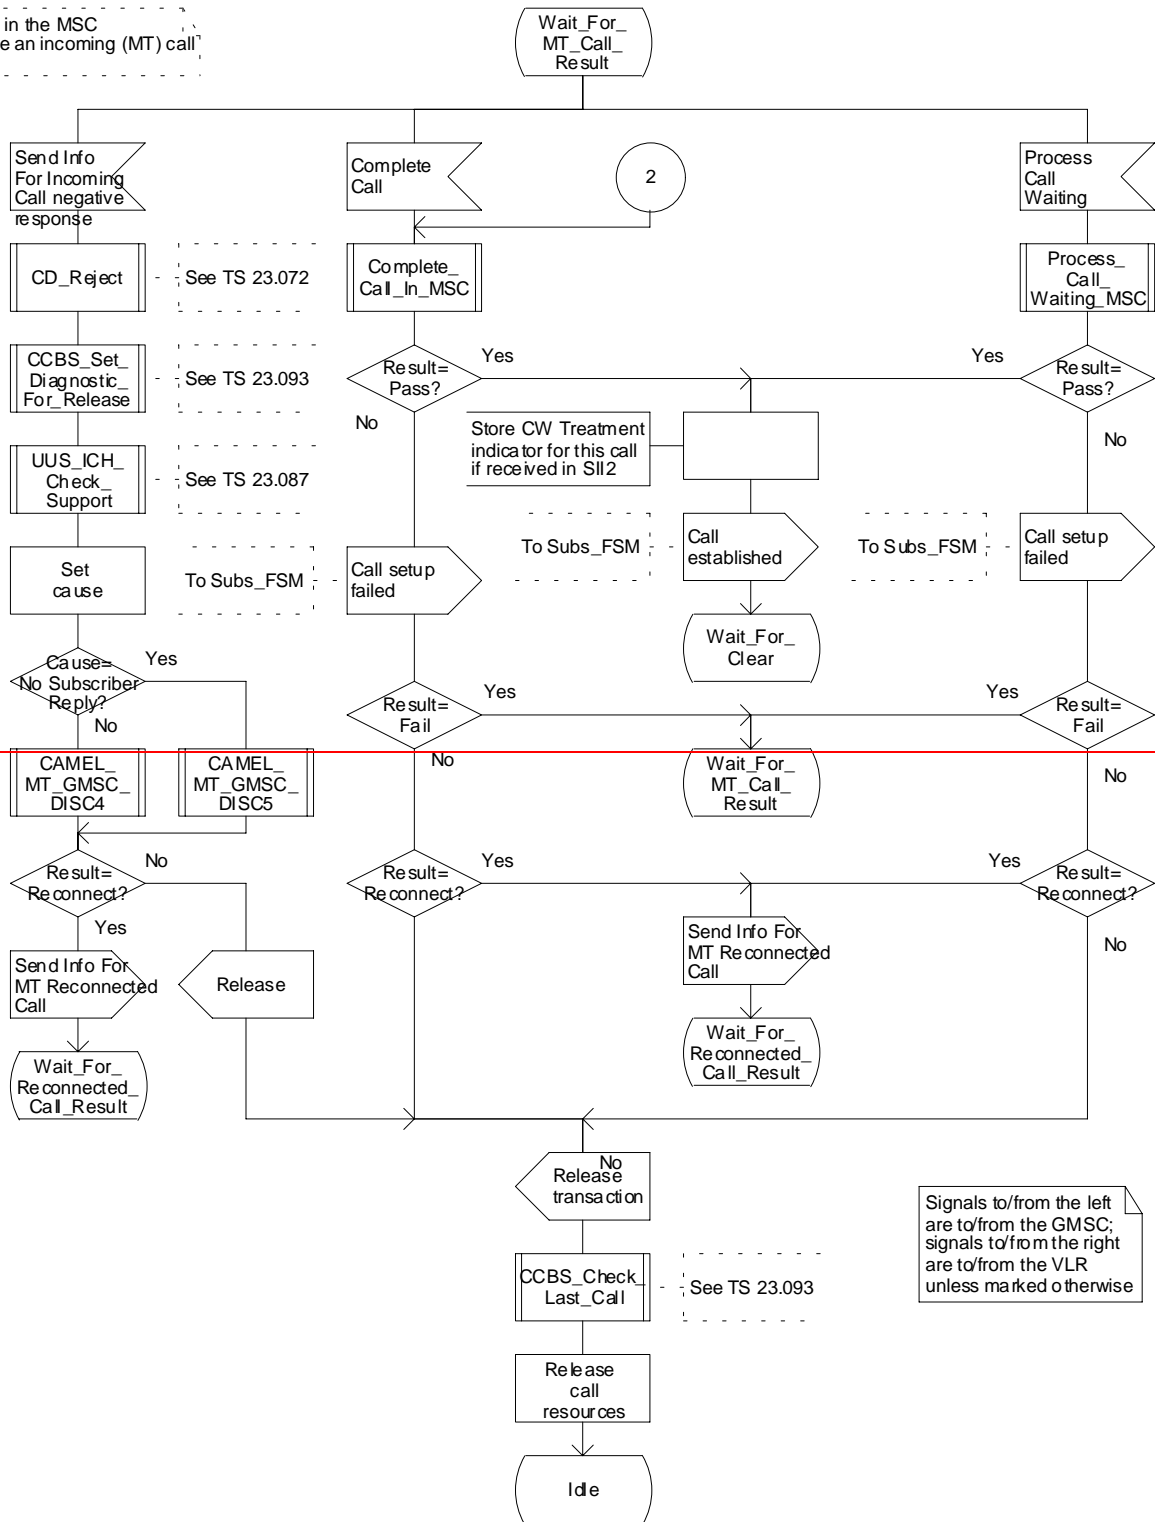 in the MSC
e an incoming (MT) call
Wait_For_
MT_Call_
Result
Send Info
For Incoming
Call negative
response
Complete
Call
2
Process
Call
Waiting
CD_Reject
See TS 23.072
Complete_
Call_In_MSC
Process_
Call_
Waiting_MSC
CCBS_Set_
Diagnostic_
For_Release
See TS 23.093
Result=
Pass?
Yes
No
Yes
Result=
Pass?
No
Store CW Treatment
indicator for this call
if received in SII2
UUS_ICH_
Check_
Support
See TS 23.087
Set
cause
To Subs_FSM
Call setup
failed
To Subs_FSM
Call
established
To Subs_FSM
Call setup
failed
Wait_For_
Clear
Cause=
No Subscriber
Reply?
Yes
No
Result=
Fail
Yes
No
Yes
Result=
Fail
No
CAMEL_
MT_GMSC_
DISC4
CAMEL_
MT_GMSC_
DISC5
Wait_For_
MT_Call_
Result
Result=
Reconnect?
No
Yes
Result=
Reconnect?
Yes
Yes
Result=
Reconnect?
No
Send Info For
MT Reconnected
Call
Release
Send Info For
MT Reconnected
Call
Wait_For_
Reconnected_
Call_Result
Wait_For_
Reconnected_
Call_Result
No
Release
transaction
Signals to/from the left
are to/from the GMSC;
signals to/from the right
are to/from the VLR
unless marked otherwise
CCBS_Check_
Last_Call
See TS 23.093
Release
call
resources
Idle